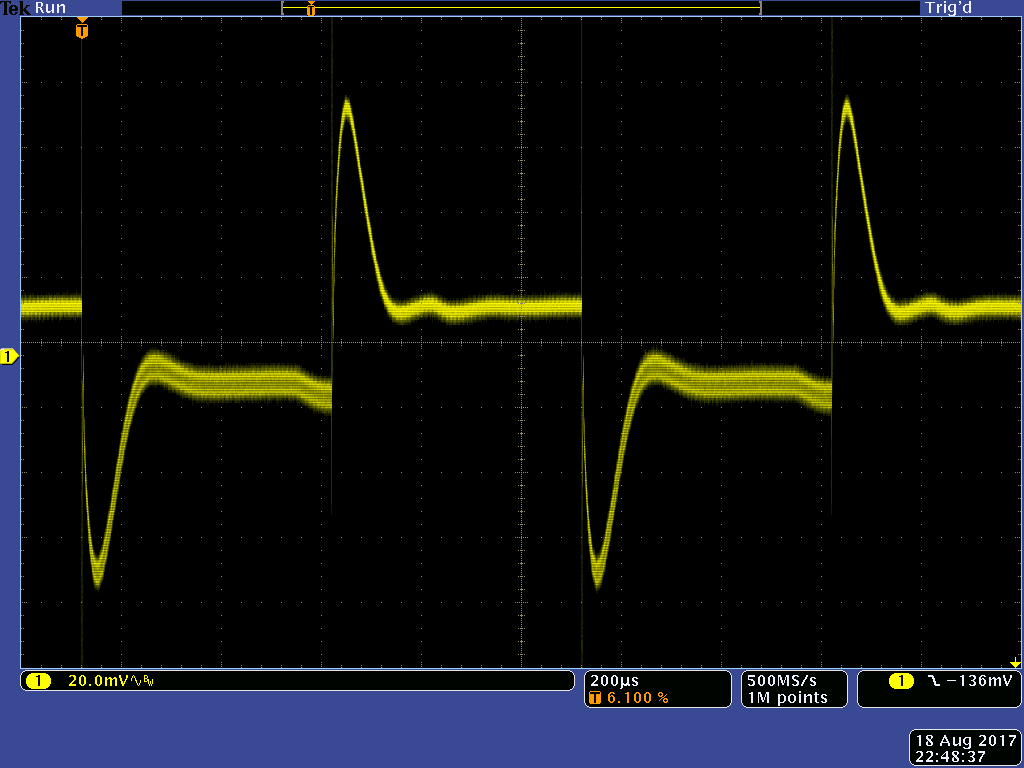 Tek Run Trig'd
T
T
1
1 20.0mV∿BW
200µs
T 6.100 %
500MS/s
1M points
1 ∖ −136mV
18 Aug 2017
22:48:37